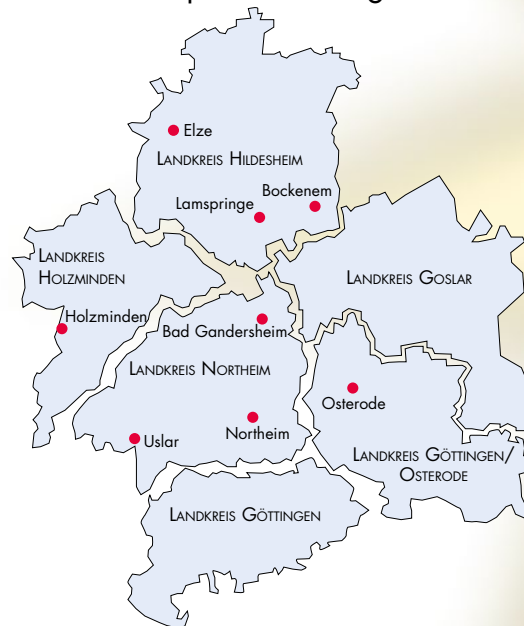 Elze
LANDKREIS HILDESHEIM
Bockenem
Lamspringe
LANDKREIS
HOLZMINDEN
LANDKREIS GOSLAR
Holzminden
Bad Gandersheim
LANDKREIS NORTHEIM
Osterode
Northeim
Uslar
LANDKREIS GÖTTINGEN/
OSTERODE
LANDKREIS GÖTTINGEN